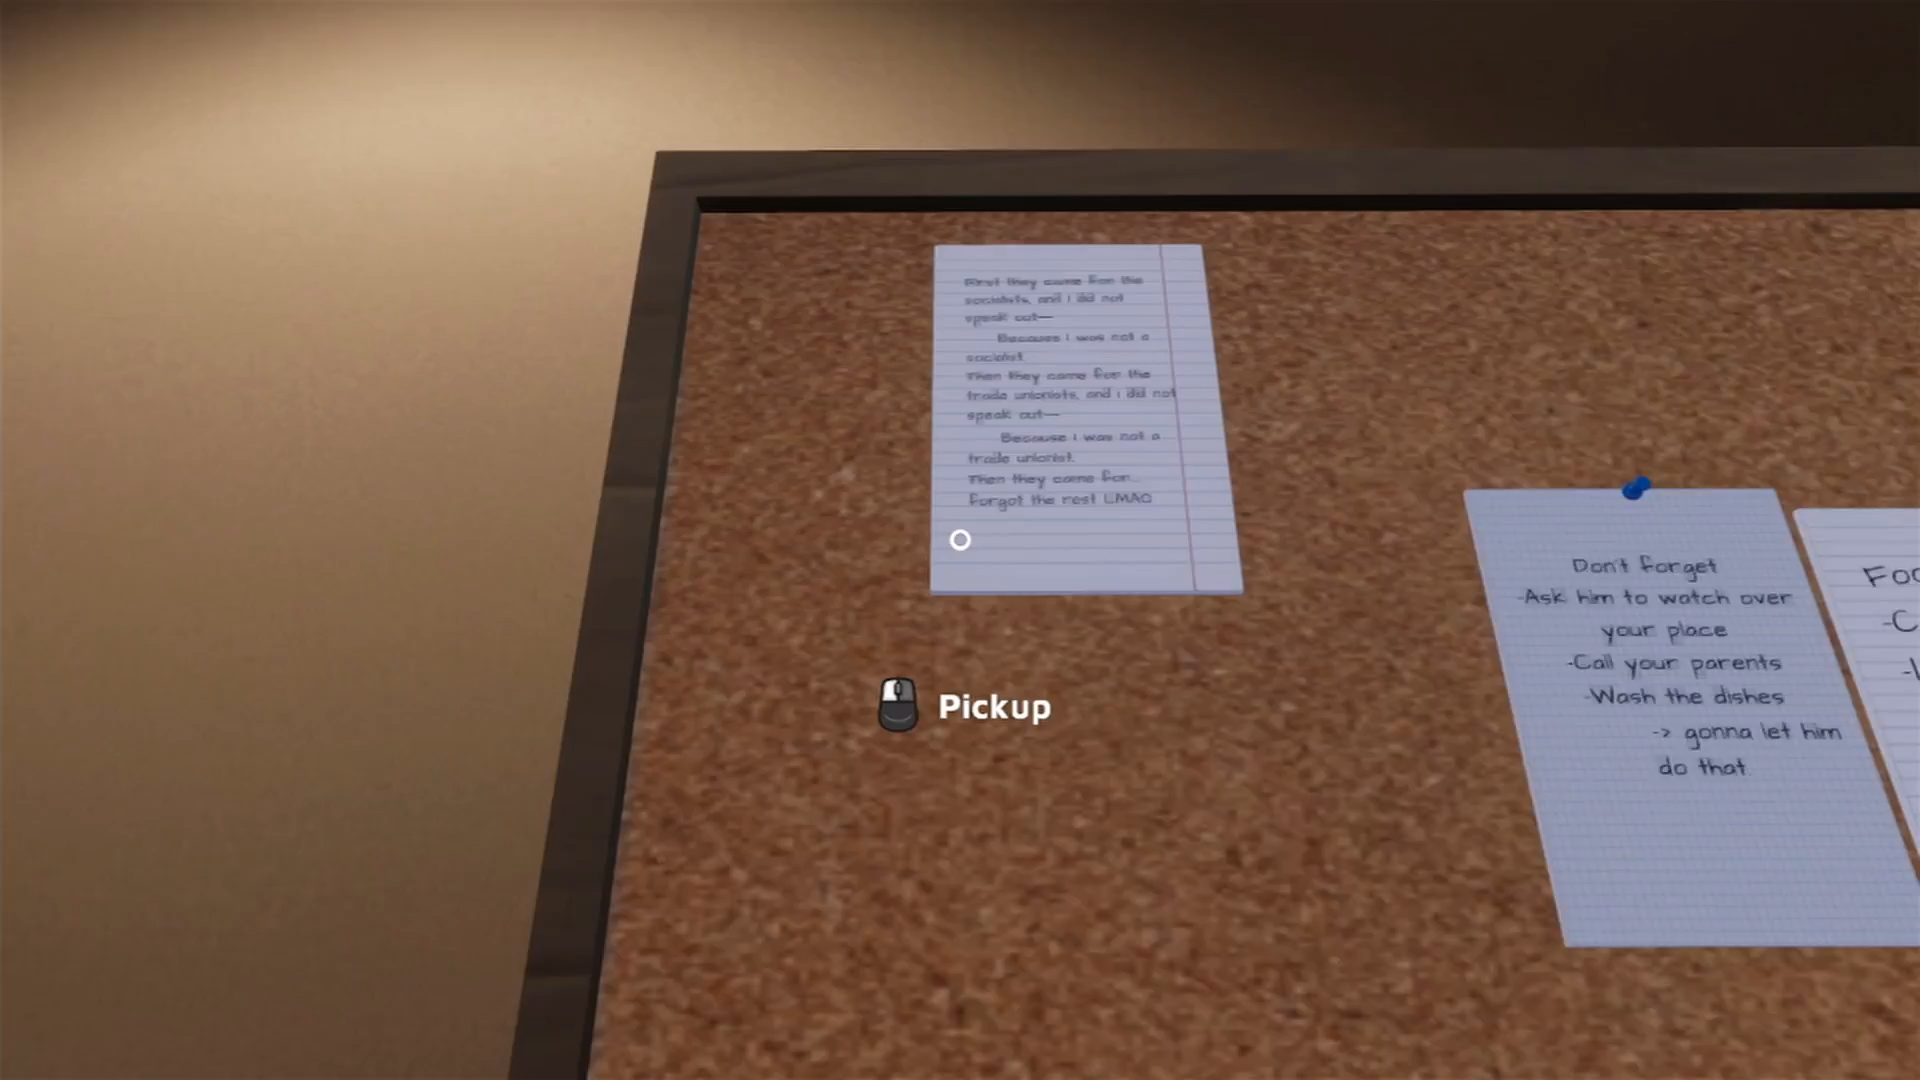 First they came for the
socialists, and I did not
speak out—
Because I was not a
socialist.
Then they came for the
trade unionists, and I did not
speak out—
Because I was not a
trade unionist.
Then they came for...
Forgot the rest LMAO
Pickup
Don't forget
-Ask him to watch over
your place
-Call your parents
-Wash the dishes
-> gonna let him
do that.